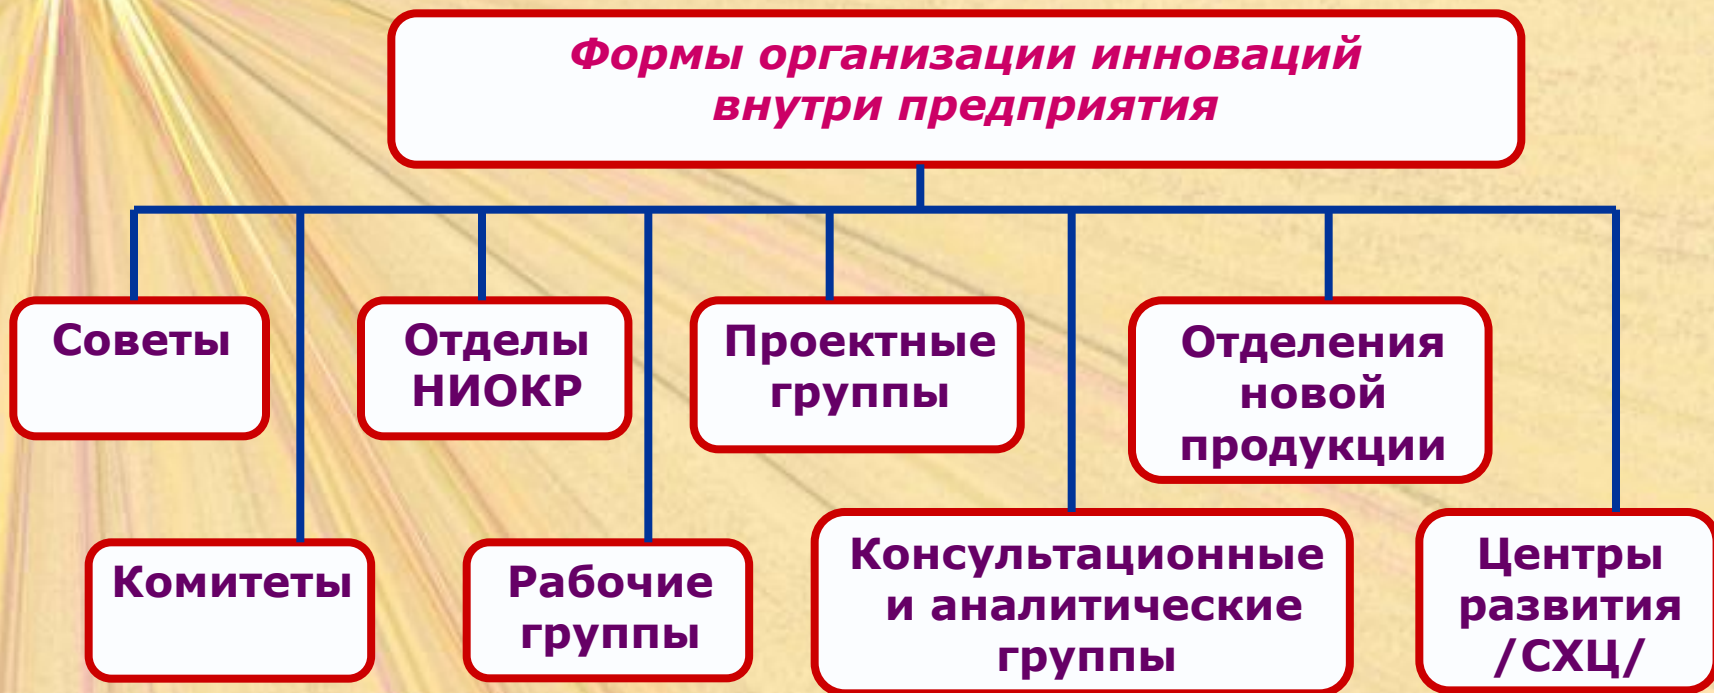 Формы организации инноваций
внутри предприятия
Советы
Отделы
НИОКР
Проектные
группы
Отделения
новой
продукции
Комитеты
Рабочие
группы
Консультационные
и аналитические
группы
Центры
развития
/СХЦ/